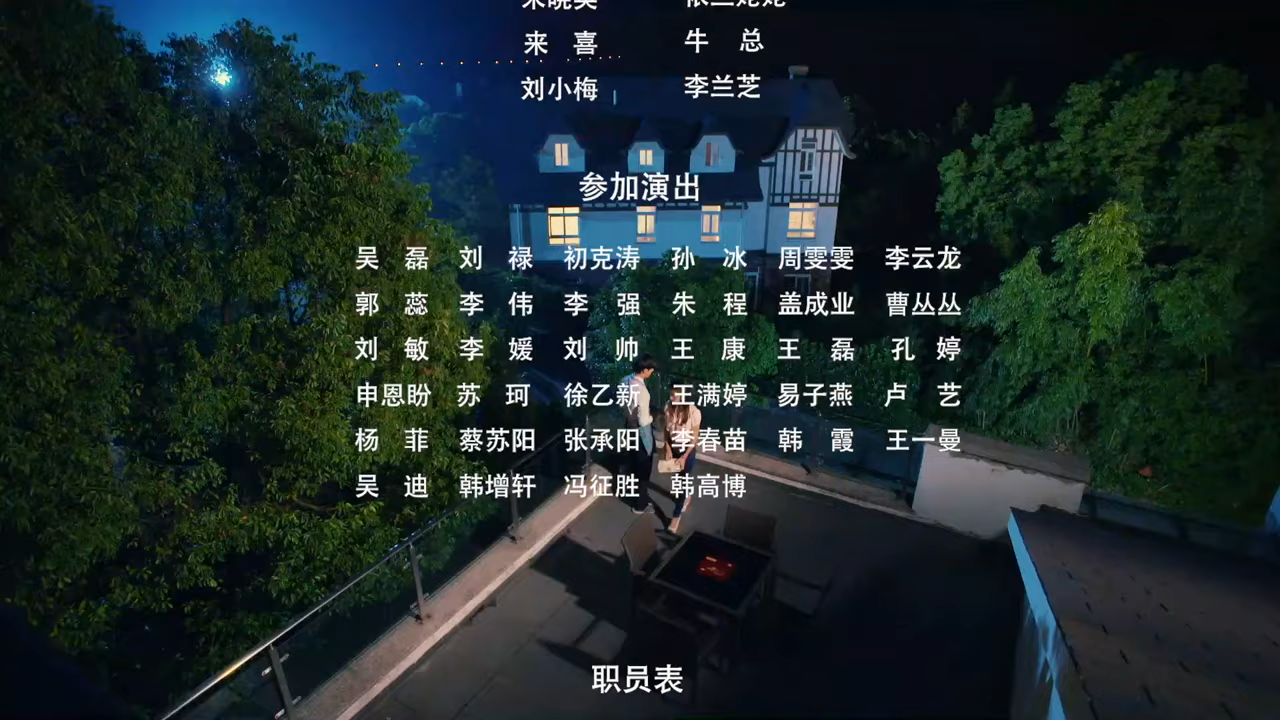 来 喜 牛 总
刘小梅 李兰芝
参加演出
吴 磊 刘 禄 初克涛 孙 冰 周雯雯 李云龙
郭 蕊 李 伟 李 强 朱 程 盖成业 曹丛丛
刘 敏 李 媛 刘 帅 王 康 王 磊 孔 婷
申恩盼 苏 珂 徐乙新 王满婷 易子燕 卢 艺
杨 菲 蔡苏阳 张承阳 李春苗 韩 霞 王一曼
吴 迪 韩增轩 冯征胜 韩高博
职员表